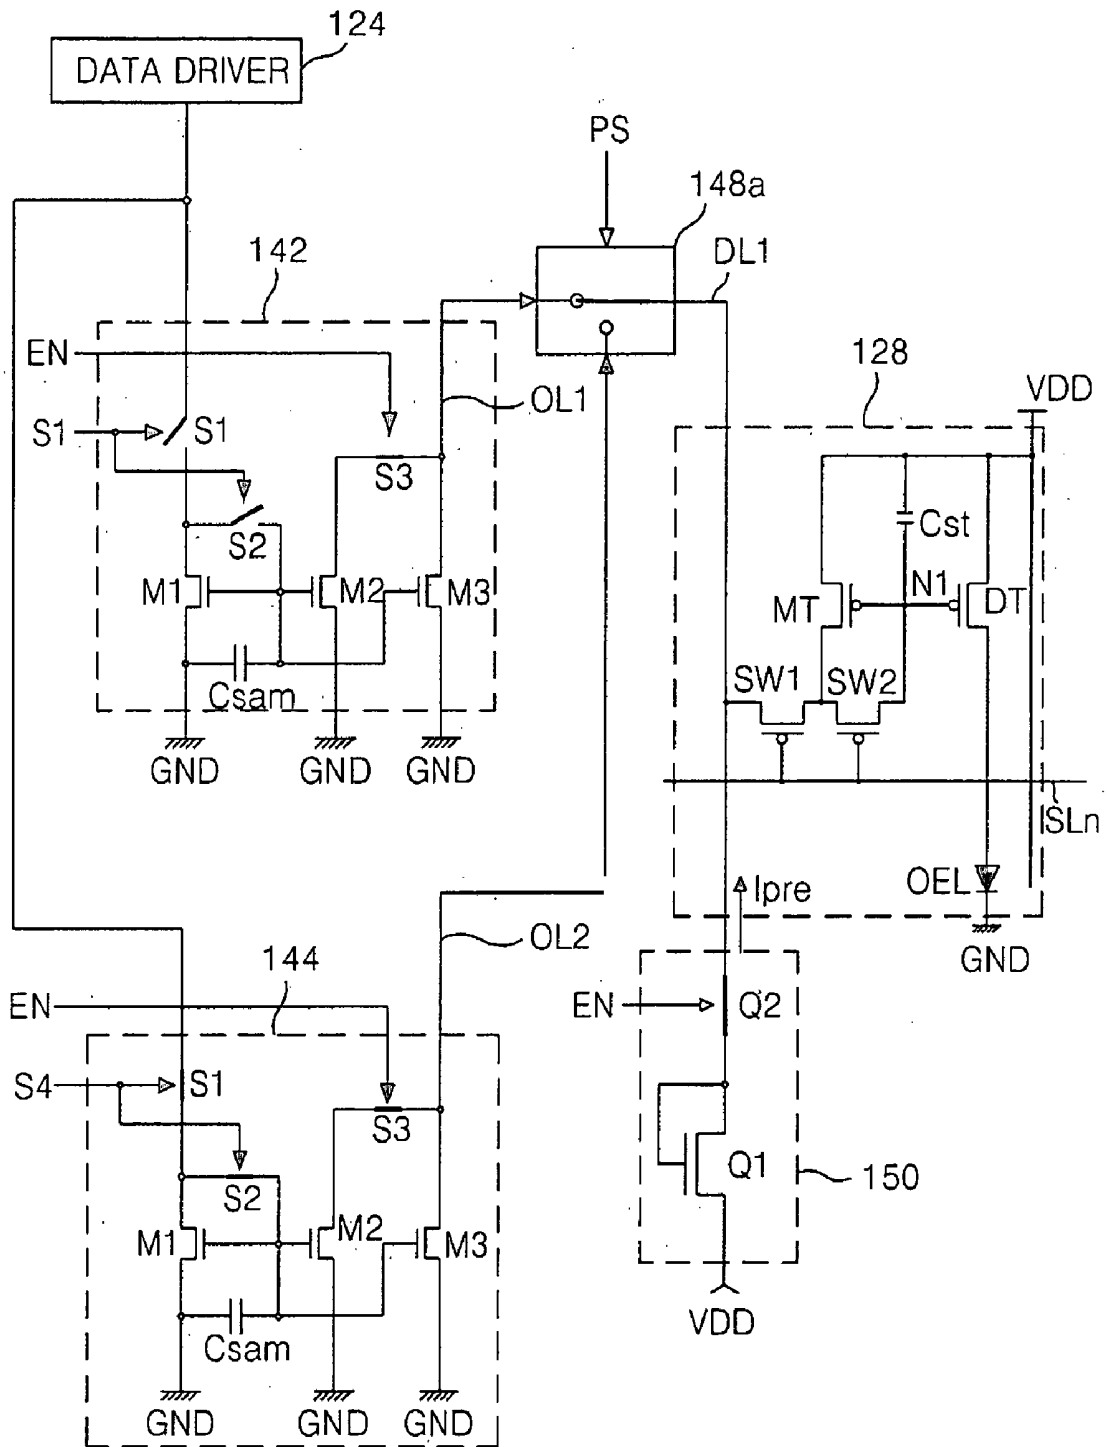 124
DATA DRIVER
PS
148a
142
DL1
EN
OL1
128
VDD
S1
S1
S3
S2
Cst
M1
M2
M3
MT
N1
DT
Csam
SW1
SW2
GND
GND
GND
SLn
OEL
Ipre
OL2
GND
144
EN
EN
Q2
S4
S1
S3
S2
Q1
150
M1
M2
M3
Csam
VDD
GND
GND
GND